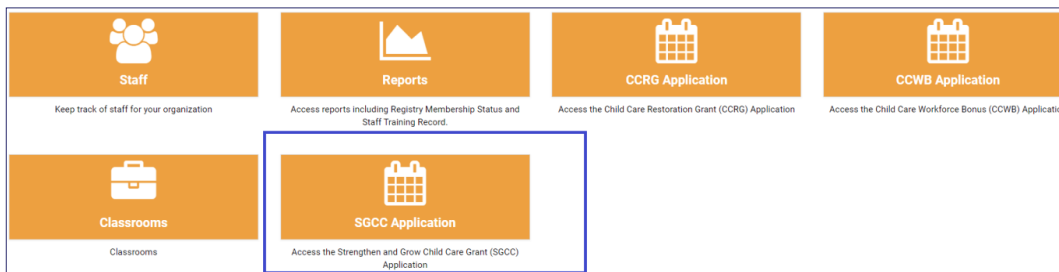 Staff
Keep track of staff for your organization
Reports
Access reports including Registry Membership Status and
Staff Training Record.
CCRG Application
Access the Child Care Restoration Grant (CCRG) Application
CCWB Application
Access the Child Care Workforce Bonus (CCWB)
Classrooms
Classrooms
SGCC Application
Access the Strengthen and Grow Child Care Grant (SGCC)
Application